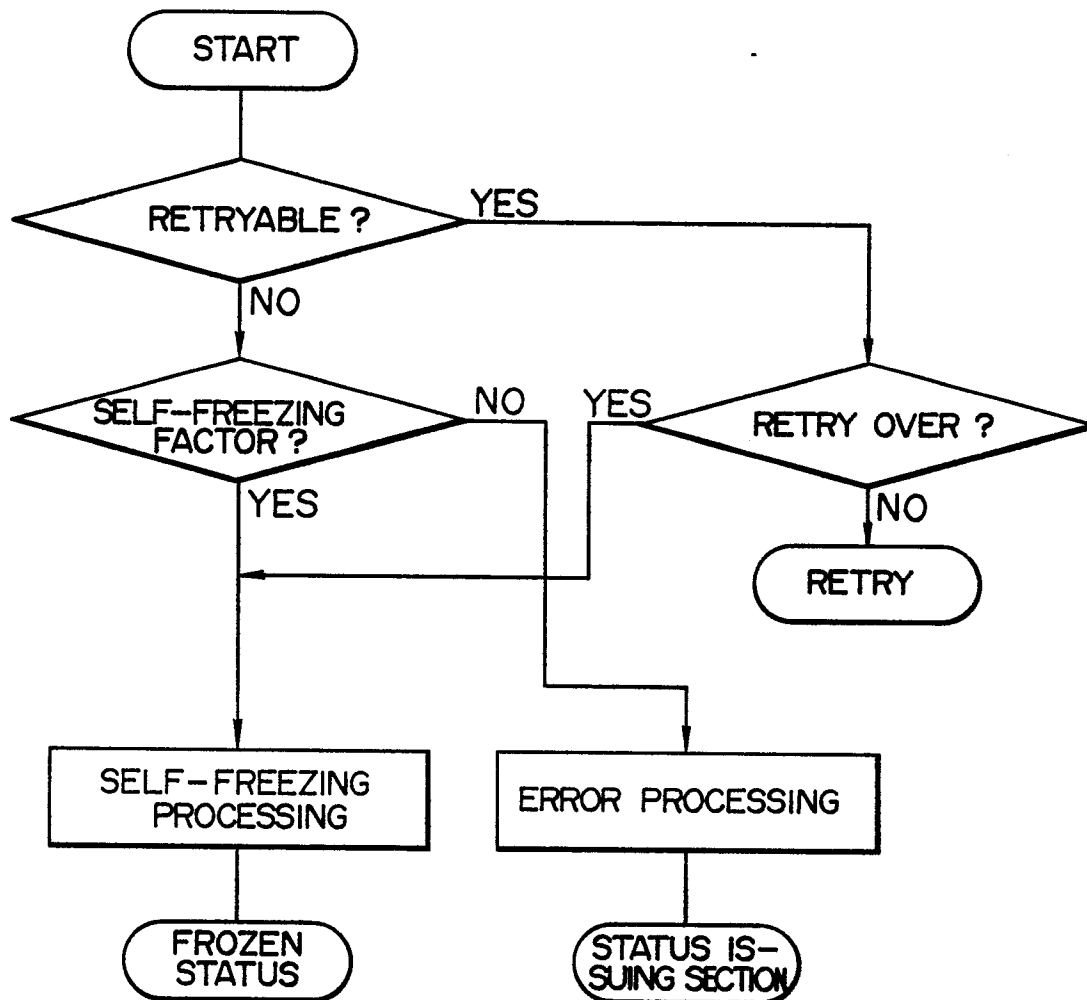 START
RETRYABLE ?
YES
NO
SELF-FREEZING
FACTOR ?
NO
YES
RETRY OVER ?
YES
NO
RETRY
SELF-FREEZING
PROCESSING
ERROR PROCESSING
FROZEN
STATUS
STATUS IS-
SUING SECTION